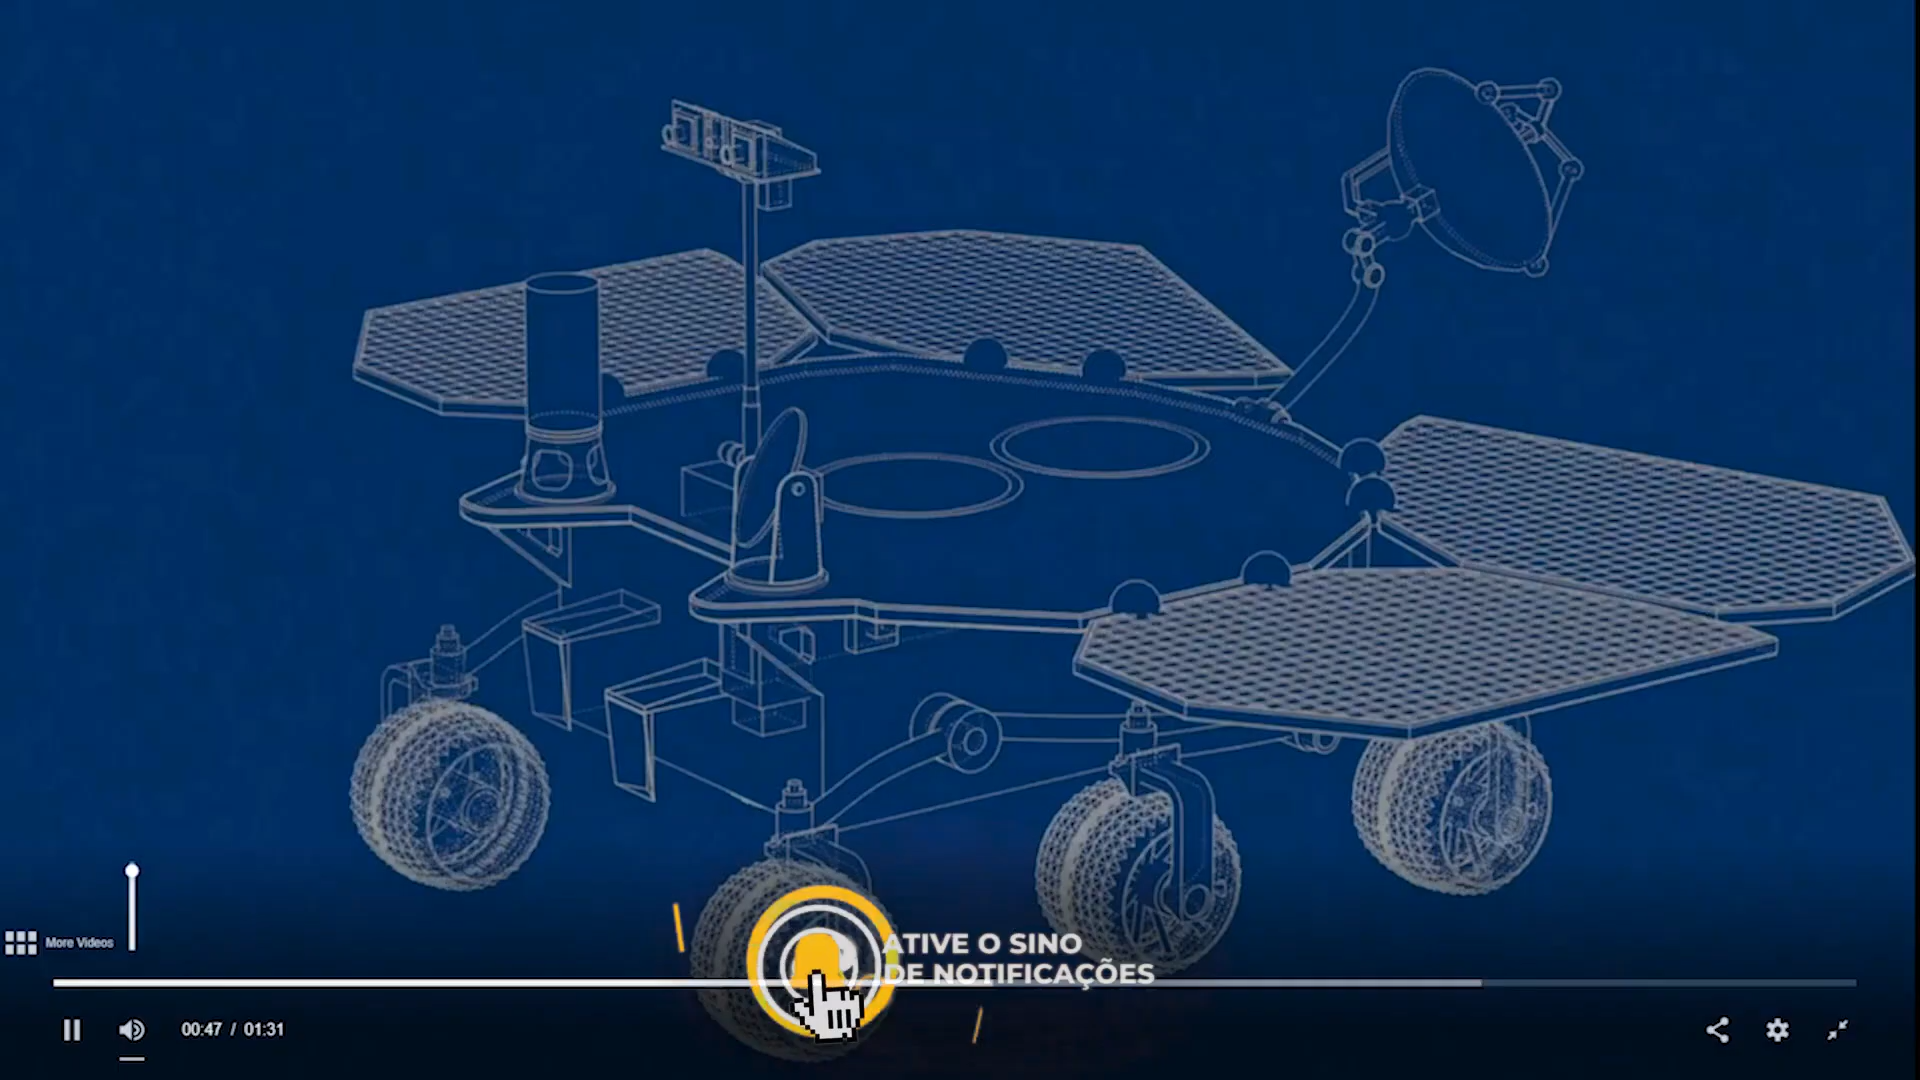 More Videos
ATIVE O SINO
DE NOTIFICAÇÕES
00:47 / 01:31